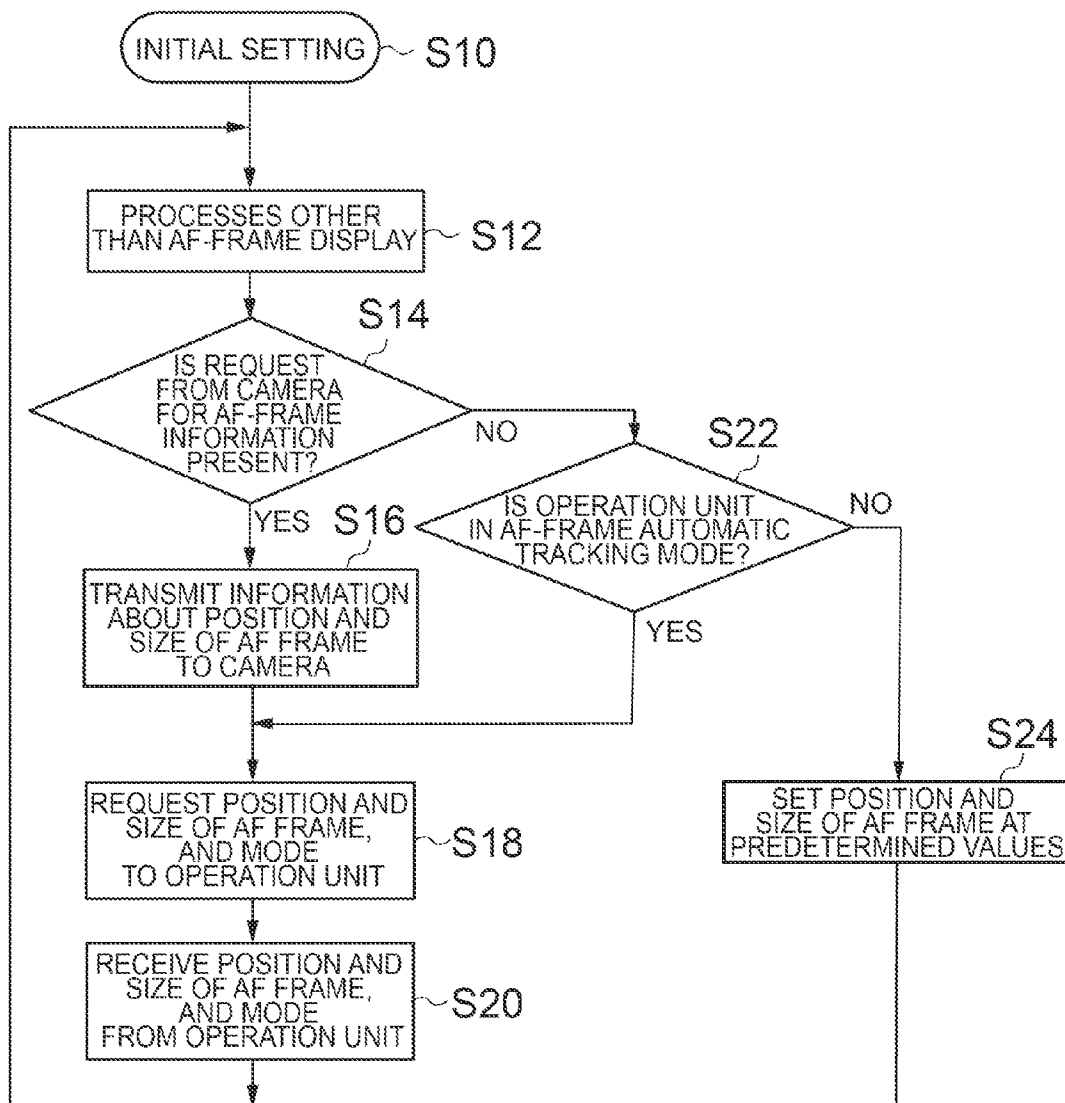 INITIAL SETTING
S10
PROCESSES OTHER
THAN AF-FRAME DISPLAY
S12
S14
IS REQUEST
FROM CAMERA
FOR AF-FRAME
INFORMATION
PRESENT?
NO
YES
S22
IS OPERATION UNIT
IN AF-FRAME AUTOMATIC
TRACKING MODE?
NO
YES
S16
TRANSMIT INFORMATION
ABOUT POSITION AND
SIZE OF AF FRAME
TO CAMERA
S24
SET POSITION AND
SIZE OF AF FRAME AT
PREDETERMINED VALUES
REQUEST POSITION AND
SIZE OF AF FRAME,
AND MODE
TO OPERATION UNIT
S18
RECEIVE POSITION AND
SIZE OF AF FRAME,
AND MODE
FROM OPERATION UNIT
S20